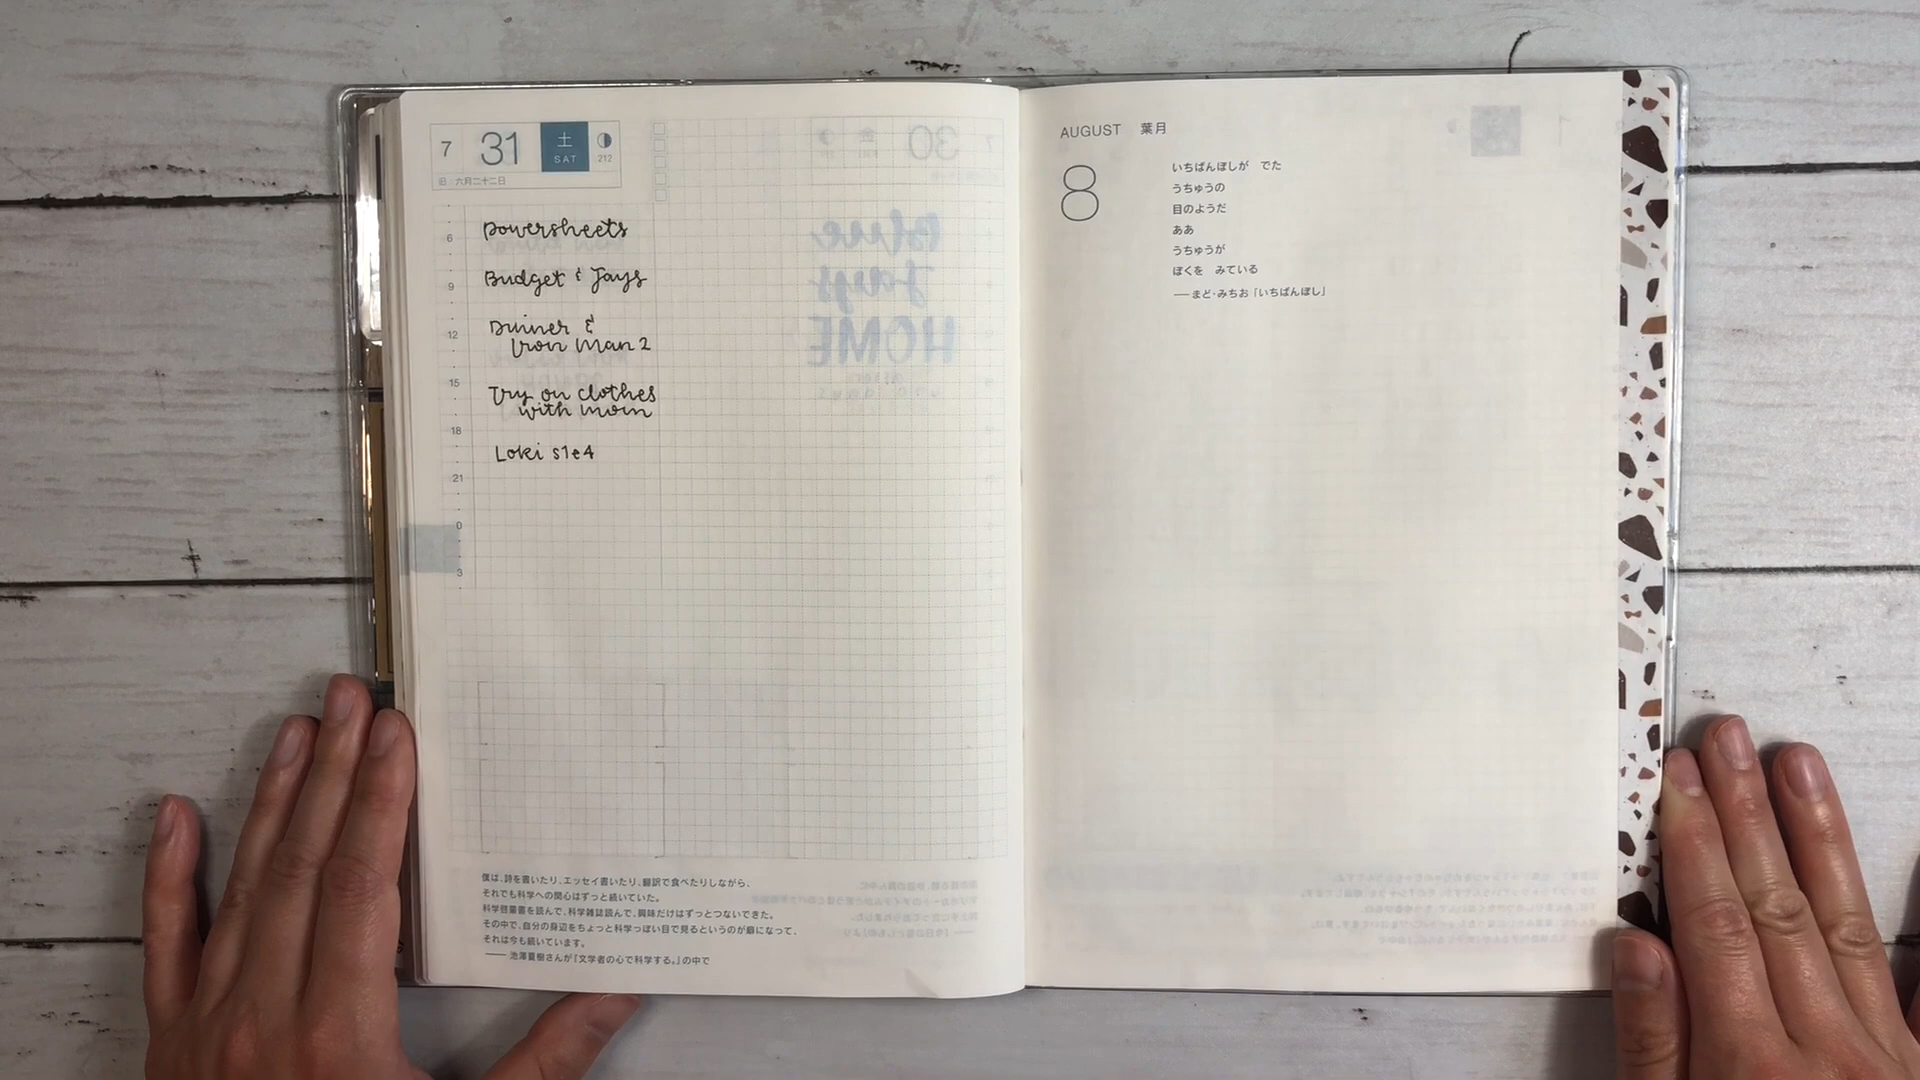 7 31 土 SAT 212
旧 六月二十二日
6
Powersheets
9
Budget & Jays
12
Dinner &
Iron Man 2
15
Try on clothes
with mom
18
Loki s1e4
21
0
3
僕は、詩を書いたり、エッセイ書いたり、翻訳で食べたりしながら、
それでも科学への関心はずっと続いていた。
科学啓蒙書を読んで、科学雑誌読んで、興味だけはずっとつないできた。
その中で、自分の身辺をちょっと科学っぽい目で見るというのが癖になって、
それは今も続いています。
—— 池澤夏樹さんが『文学者の心で科学する。』の中で
AUGUST 葉月
8
いちばんぼしが でた
うちゅうの
目のようだ
ああ
うちゅうが
ぼくを みている
——まど・みちお「いちばんぼし」
30
Blue
Jays
HOME